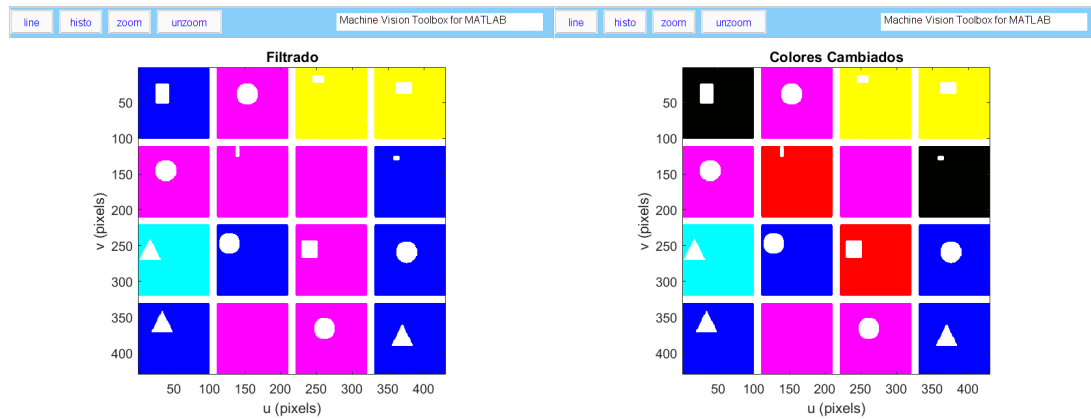 line histo zoom unzoom Machine Vision Toolbox for MATLAB
Filtrado
50
100
150
200
250
300
350
400
v (pixels)
50 100 150 200 250 300 350 400
u (pixels)
line histo zoom unzoom Machine Vision Toolbox for MATLAB
Colores Cambiados
50
100
150
200
250
300
350
400
v (pixels)
50 100 150 200 250 300 350 400
u (pixels)